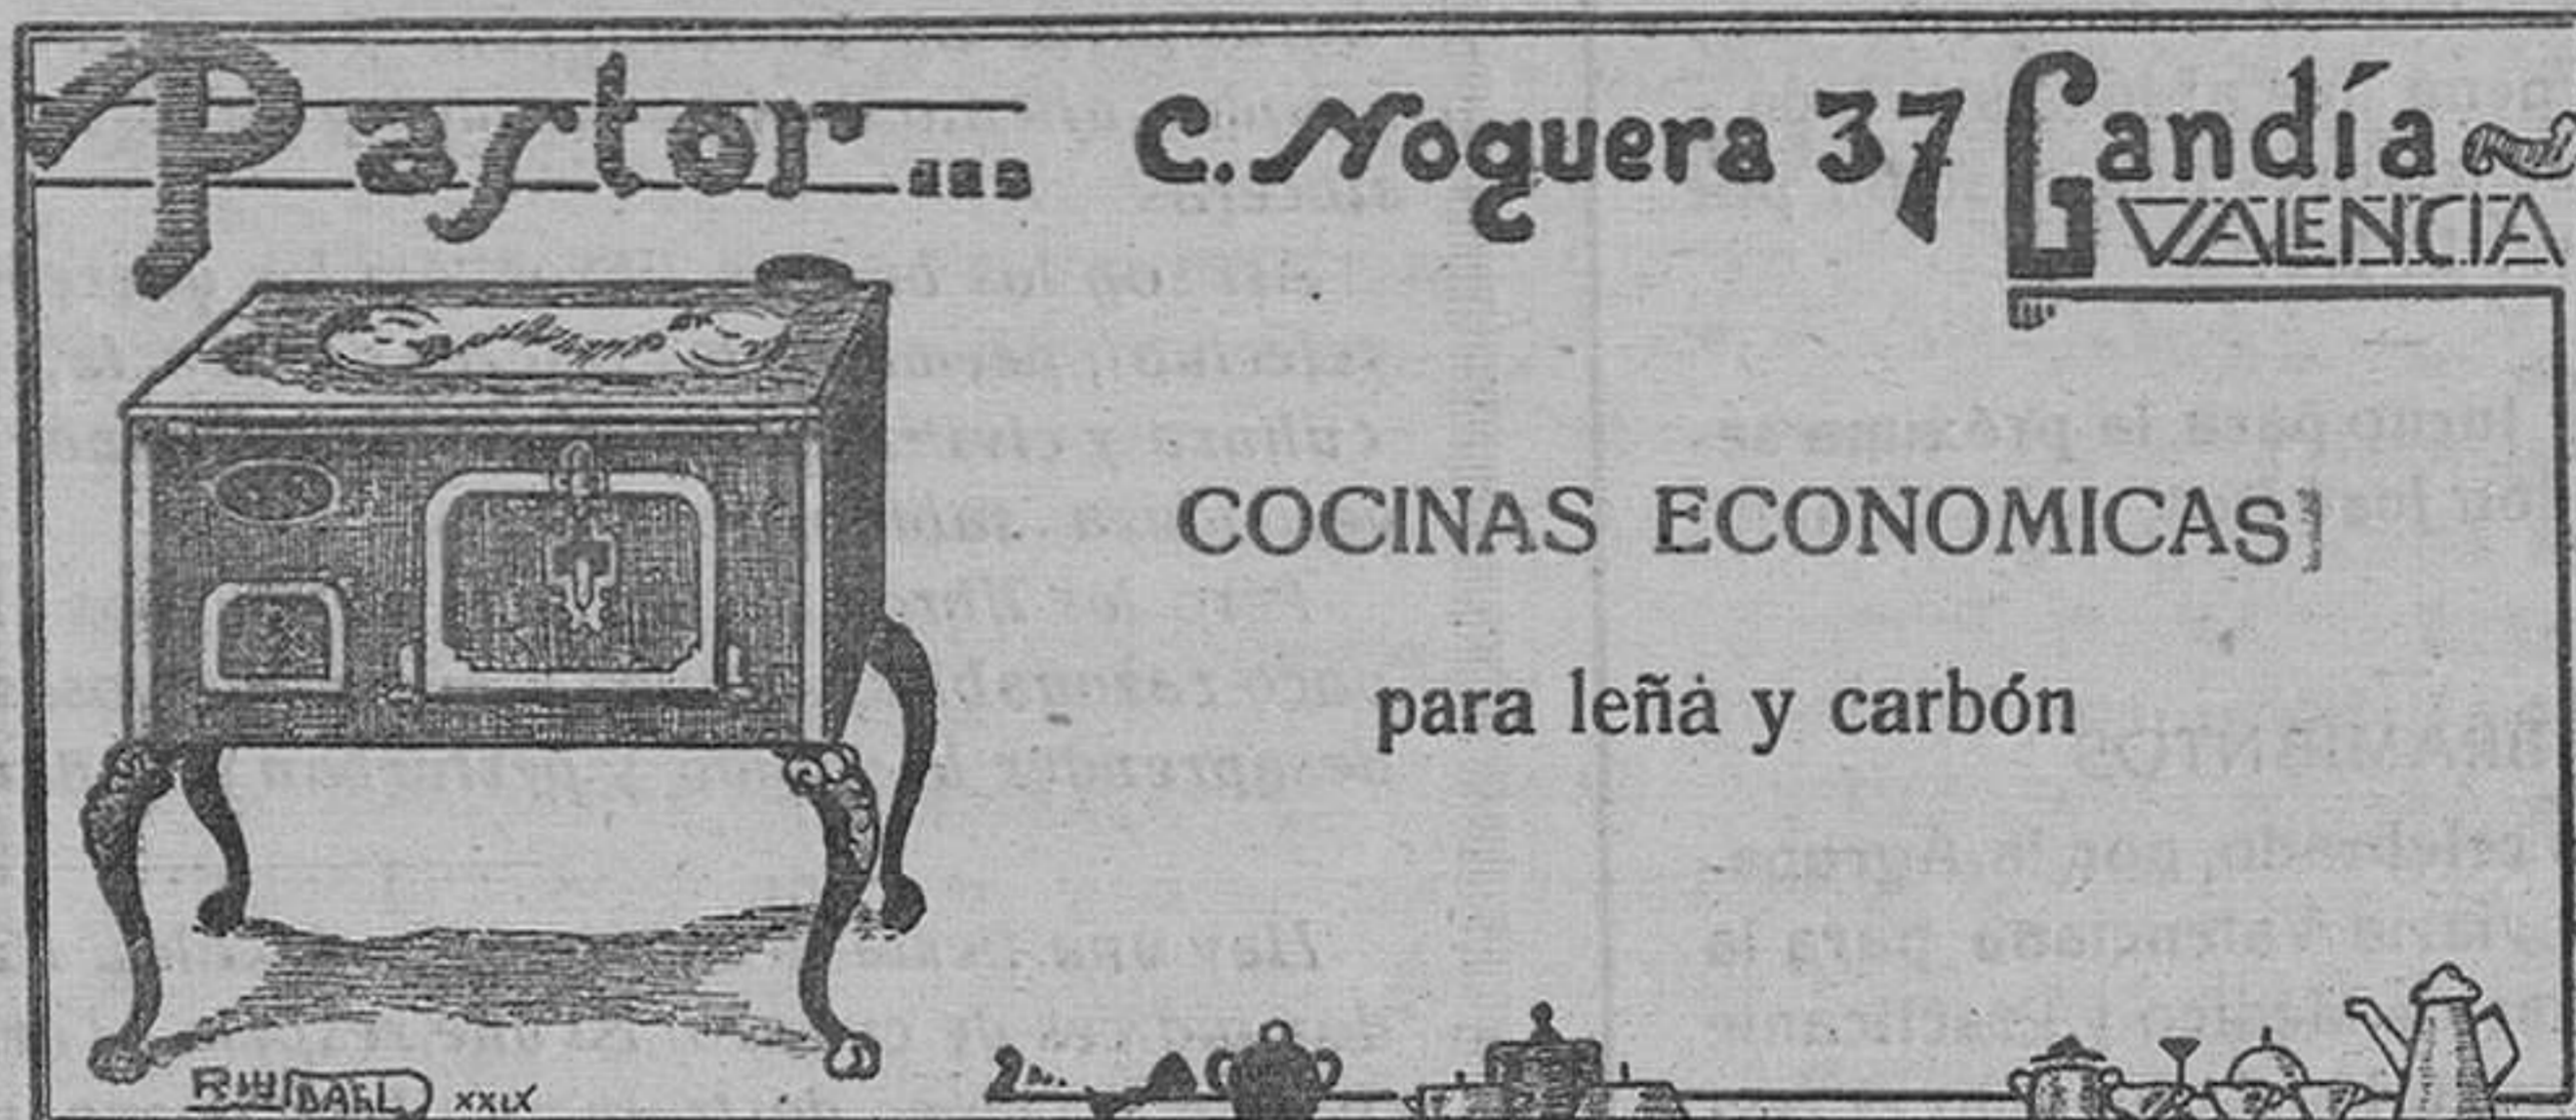 Pastor...
C. Noguera 37
Gandía
VALENCIA
COCINAS ECONOMICAS
para leña y carbón
XXIX